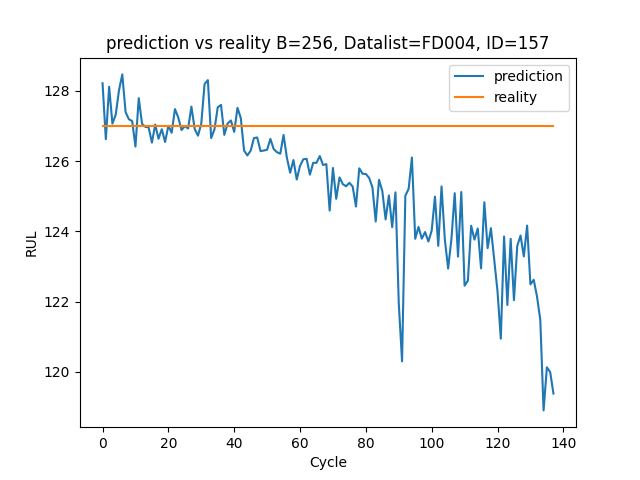 prediction vs reality B=256, Datalist=FD004, ID=157
prediction
reality
128
126
124
122
120
RUL
0 20 40 60 80 100 120 140
Cycle